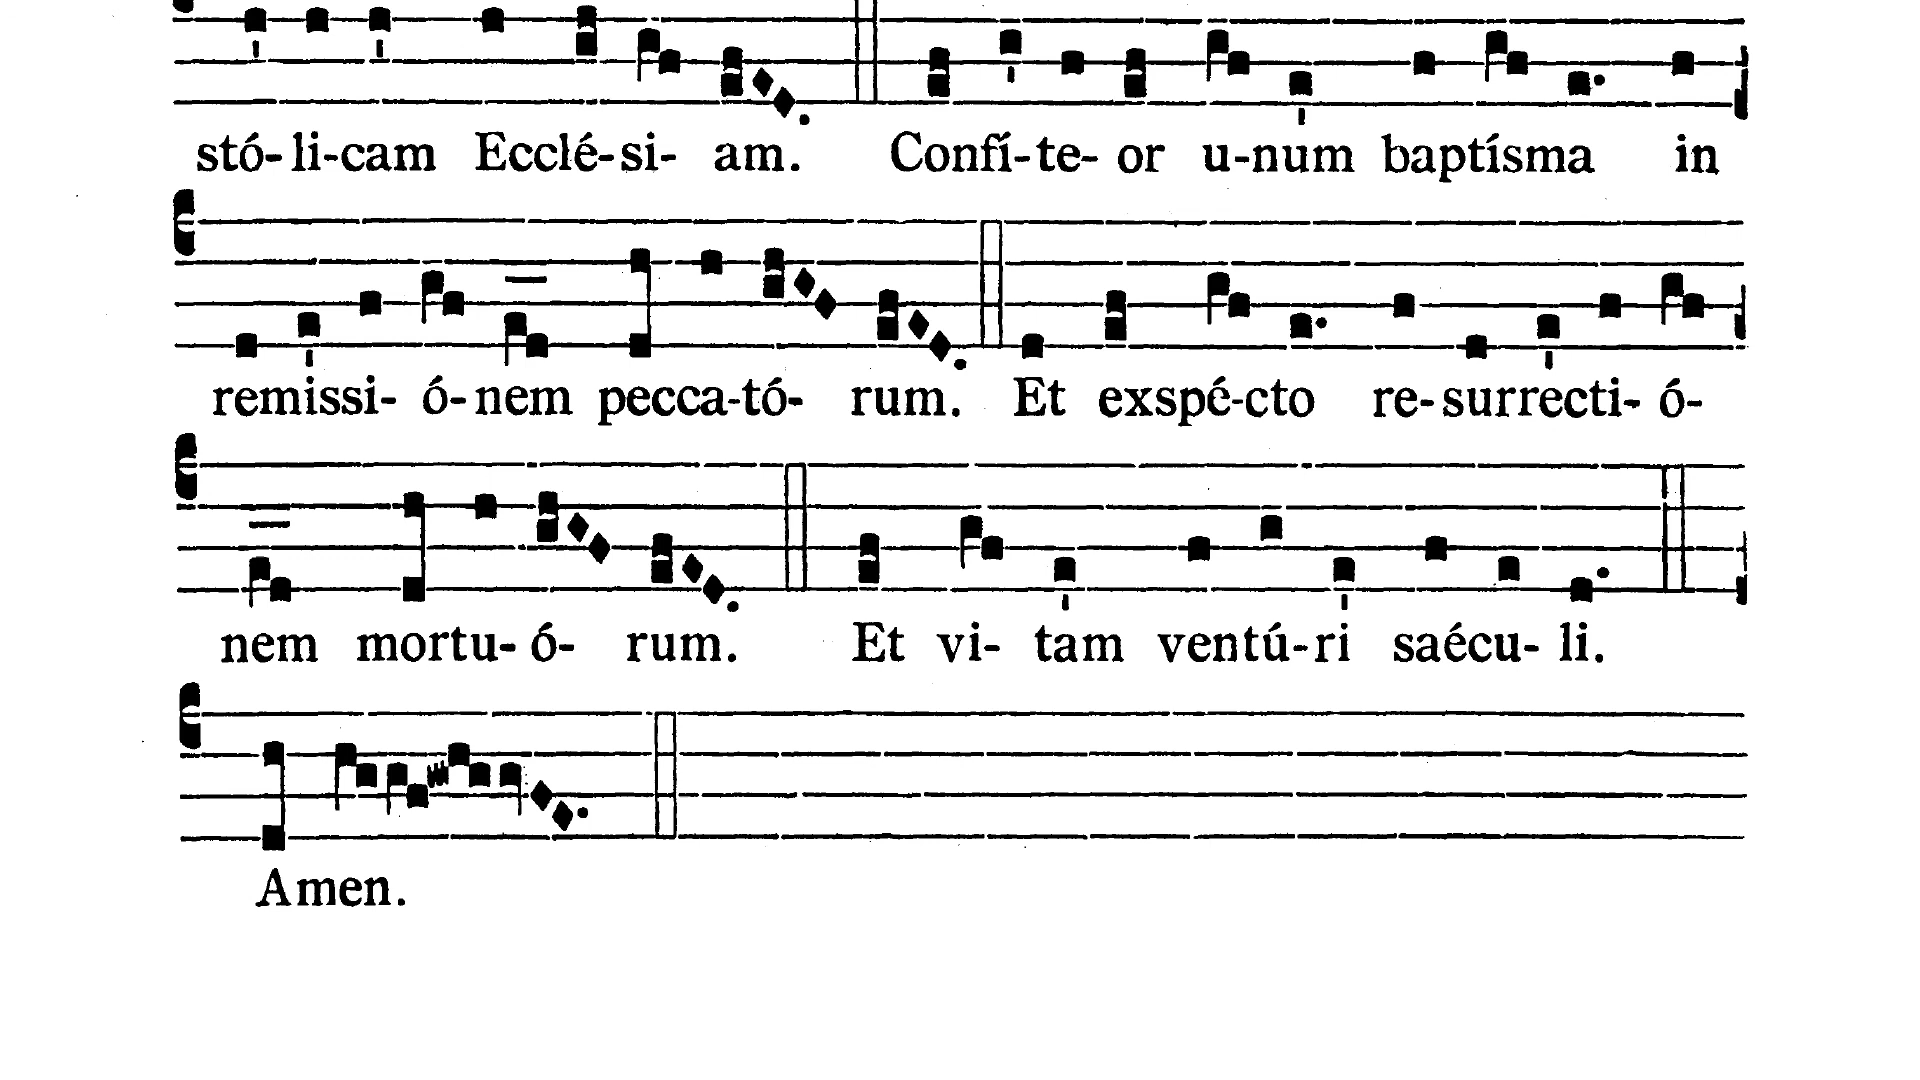 stó-li-cam Ecclé-si- am. Confí-te- or u-num baptísma in
remissi- ó-nem pecca-tó- rum. Et exspé-cto re-surrecti- ó-
nem mortu- ó- rum. Et vi- tam ventú-ri saécu- li.
Amen.